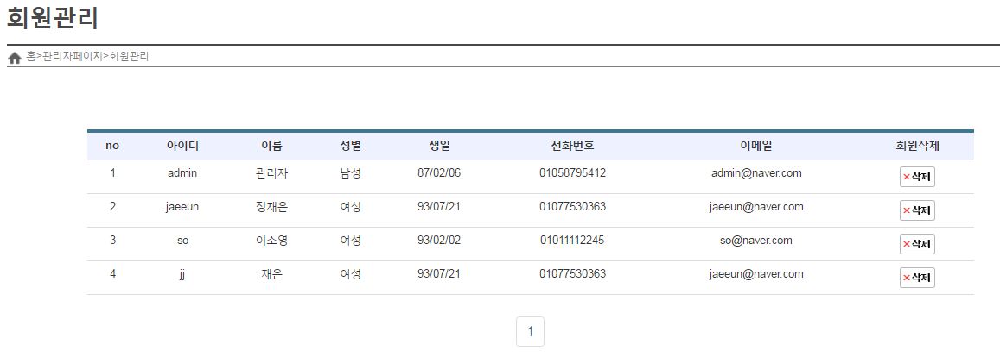 회원관리
홈>관리자페이지>회원관리
no 아이디 이름 성별 생일 전화번호 이메일 회원삭제
1 admin 관리자 남성 87/02/06 01058795412 admin@naver.com ×삭제
2 jaeeun 정재은 여성 93/07/21 01077530363 jaeeun@naver.com ×삭제
3 so 이소영 여성 93/02/02 01011112245 so@naver.com ×삭제
4 jj 재은 여성 93/07/21 01077530363 jaeeun@naver.com ×삭제
1